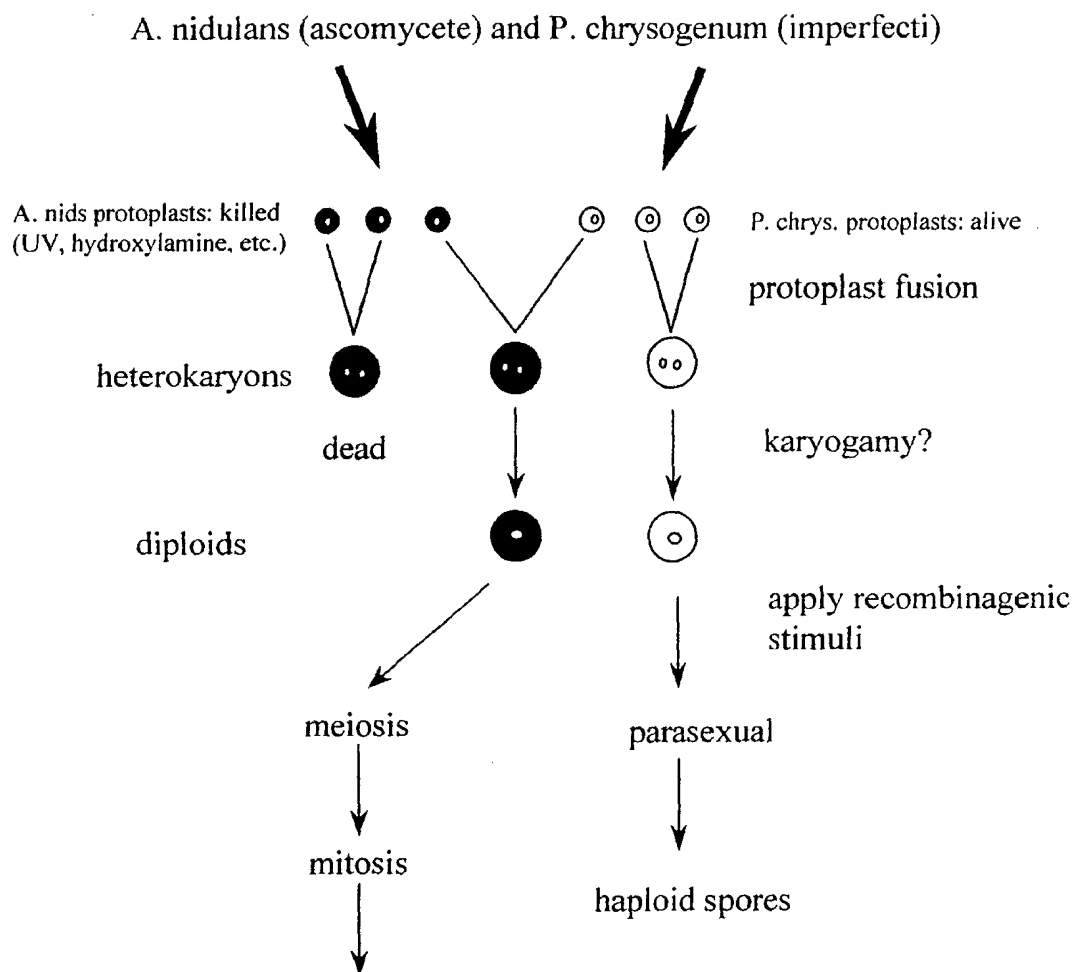 A. nidulans (ascomycete) and P. chrysogenum (imperfecti)
A. nids protoplasts: killed
(UV, hydroxylamine, etc.)
P. chrys. protoplasts: alive
protoplast fusion
heterokaryons
dead
karyogamy?
diploids
apply recombinagenic
stimuli
meiosis
parasexual
mitosis
haploid spores